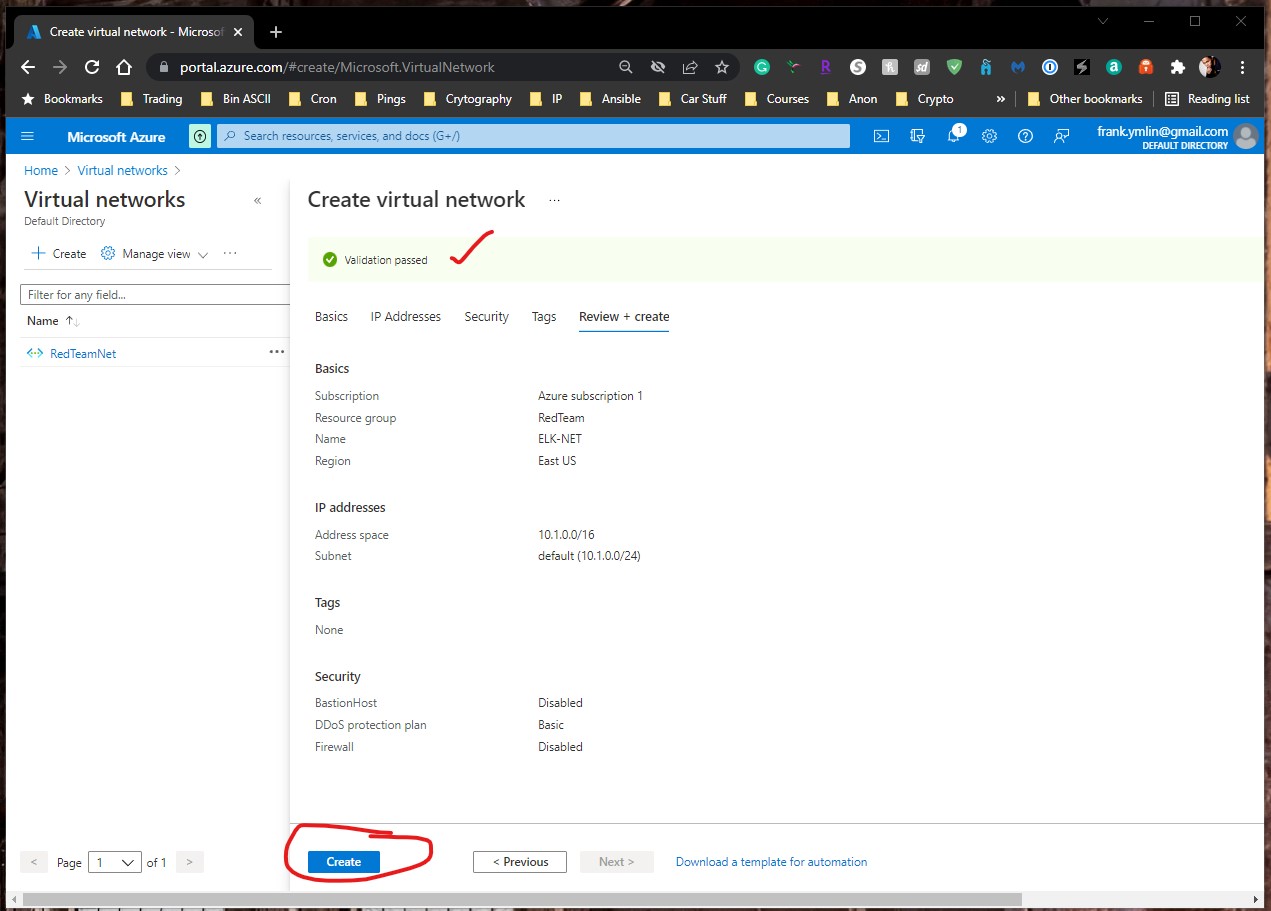 Create virtual network - Microsof
portal.azure.com/#create/Microsoft.VirtualNetwork
Bookmarks Trading Bin ASCII Cron Pings Crytography IP Ansible Car Stuff Courses Anon Crypto » Other bookmarks Reading list
Microsoft Azure Search resources, services, and docs (G+/) 1 frank.ymlin@gmail.com
DEFAULT DIRECTORY
Home > Virtual networks >
Virtual networks «
Default Directory
+ Create Manage view ...
Filter for any field...
Name ↑↓
RedTeamNet ...
Create virtual network ...
Validation passed
Basics IP Addresses Security Tags Review + create
Basics
Subscription Azure subscription 1
Resource group RedTeam
Name ELK-NET
Region East US
IP addresses
Address space 10.1.0.0/16
Subnet default (10.1.0.0/24)
Tags
None
Security
BastionHost Disabled
DDoS protection plan Basic
Firewall Disabled
< Page 1 of 1 >
Create < Previous Next > Download a template for automation